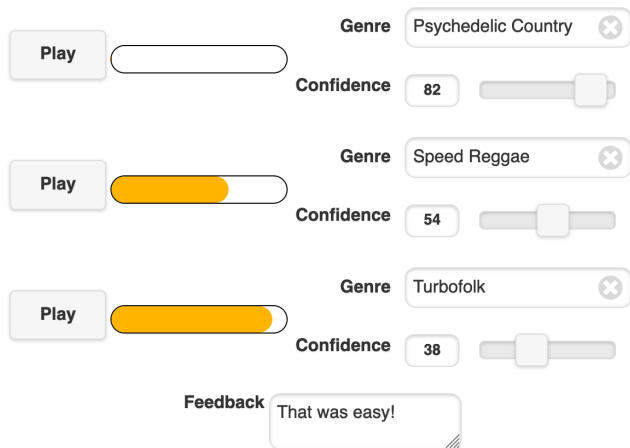 Genre Psychedelic Country
Play
Confidence 82
Genre Speed Reggae
Play
Confidence 54
Genre Turbofolk
Play
Confidence 38
Feedback That was easy!